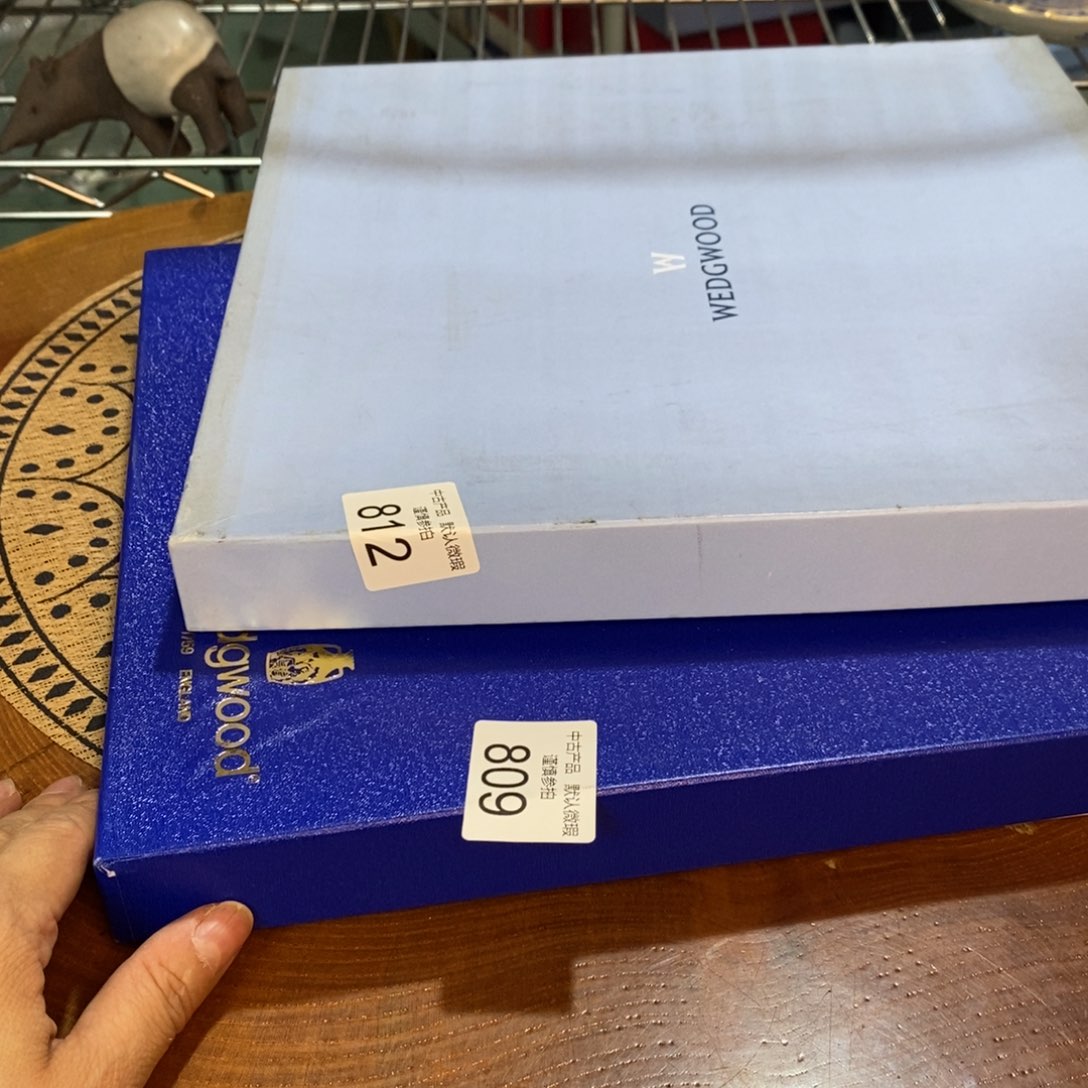 W
WEDGWOOD
中古产品 默认微瑕
谨慎参拍
812
dgwood
ENGLAND
中古产品 默认微瑕
谨慎参拍
809